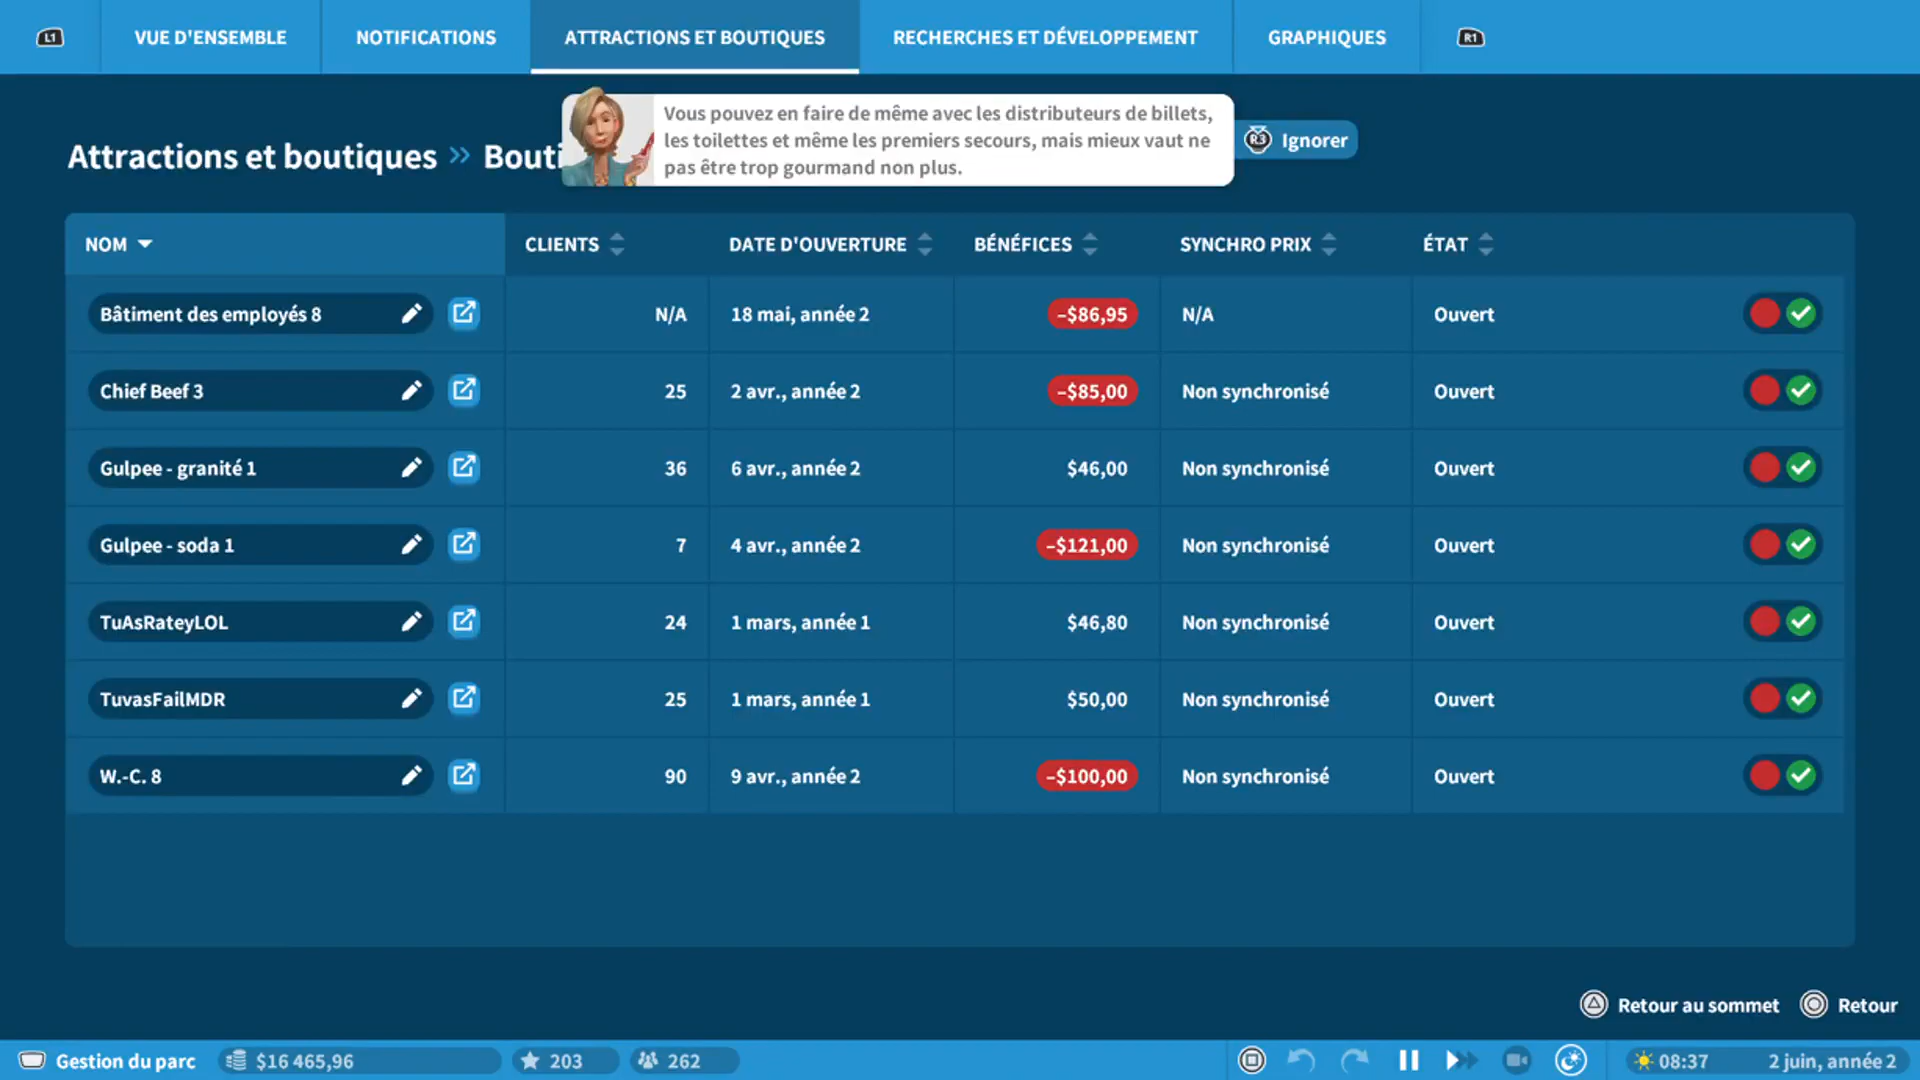 L1
VUE D'ENSEMBLE
NOTIFICATIONS
ATTRACTIONS ET BOUTIQUES
RECHERCHES ET DÉVELOPPEMENT
GRAPHIQUES
R1
Vous pouvez en faire de même avec les distributeurs de billets,
les toilettes et même les premiers secours, mais mieux vaut ne
pas être trop gourmand non plus.
R3 Ignorer
Attractions et boutiques » Bouti
NOM CLIENTS DATE D'OUVERTURE BÉNÉFICES SYNCHRO PRIX ÉTAT
Bâtiment des employés 8 N/A 18 mai, année 2 –$86,95 N/A Ouvert
Chief Beef 3 25 2 avr., année 2 –$85,00 Non synchronisé Ouvert
Gulpee - granité 1 36 6 avr., année 2 $46,00 Non synchronisé Ouvert
Gulpee - soda 1 7 4 avr., année 2 –$121,00 Non synchronisé Ouvert
TuAsRateyLOL 24 1 mars, année 1 $46,80 Non synchronisé Ouvert
TuvasFailMDR 25 1 mars, année 1 $50,00 Non synchronisé Ouvert
W.-C. 8 90 9 avr., année 2 –$100,00 Non synchronisé Ouvert
Retour au sommet Retour
Gestion du parc $16 465,96 203 262 08:37 2 juin, année 2